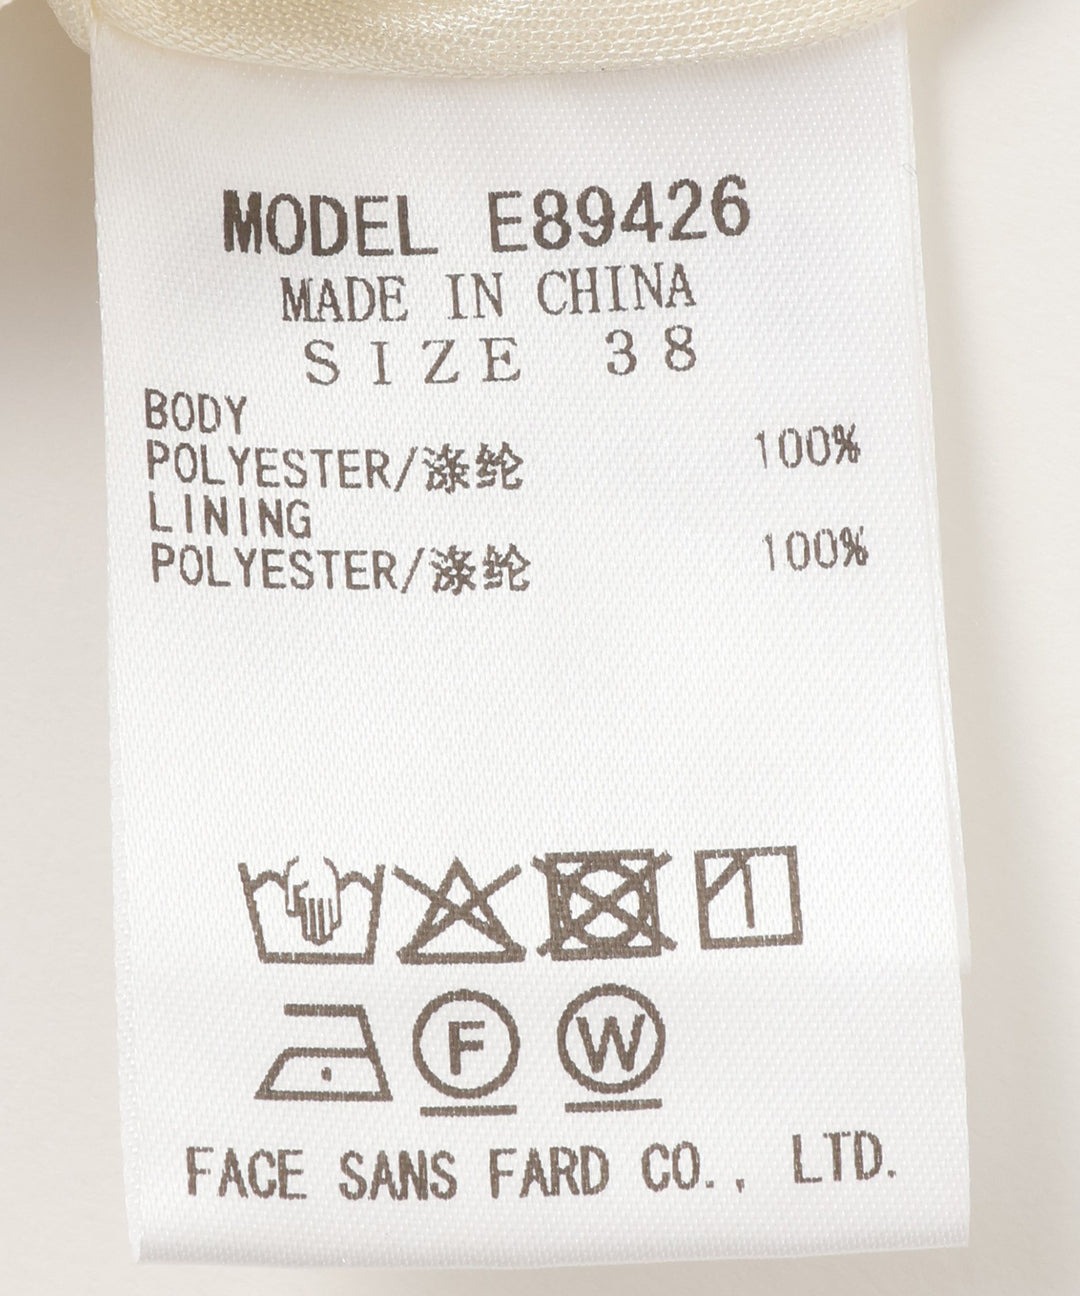 MODEL E89426
MADE IN CHINA
SIZE 38
BODY
POLYESTER/涤纶 100%
LINING
POLYESTER/涤纶 100%
F W
FACE SANS FARD CO., LTD.